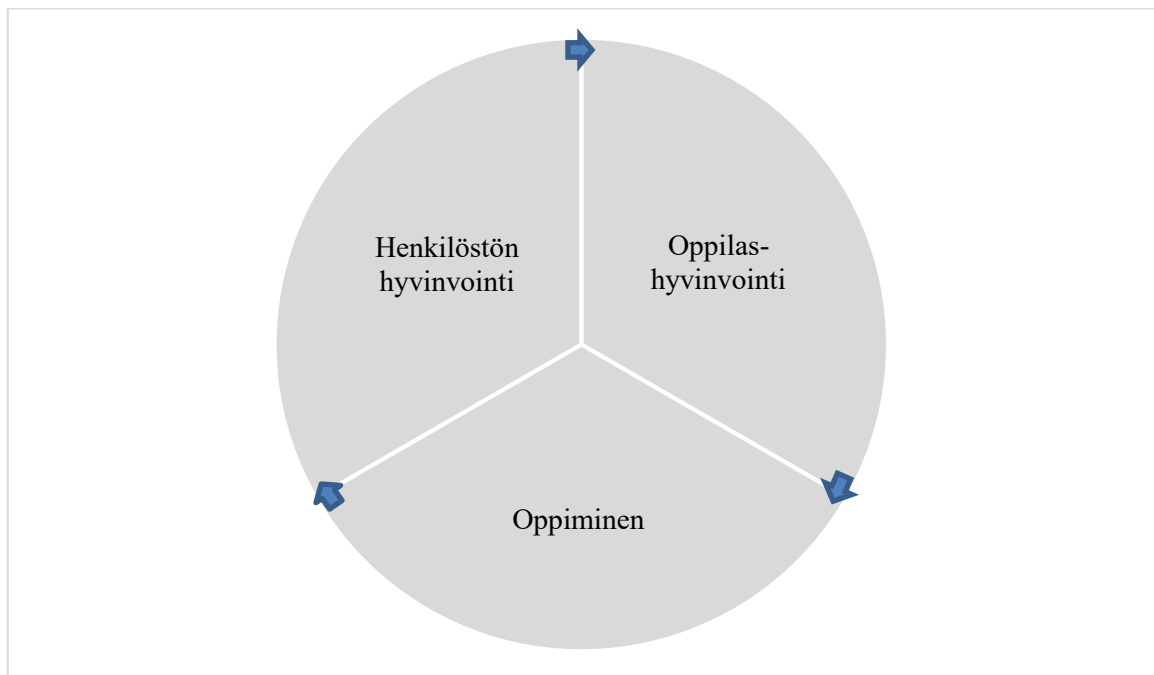 Henkilöstön
hyvinvointi
Oppilas-
hyvinvointi
Oppiminen